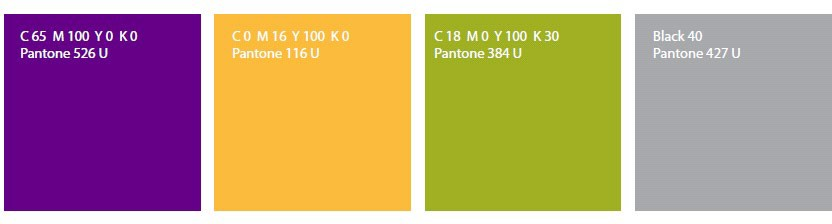 C 65 M 100 Y 0 K 0
Pantone 526 U
C 0 M 16 Y 100 K 0
Pantone 116 U
C 18 M 0 Y 100 K 30
Pantone 384 U
Black 40
Pantone 427 U